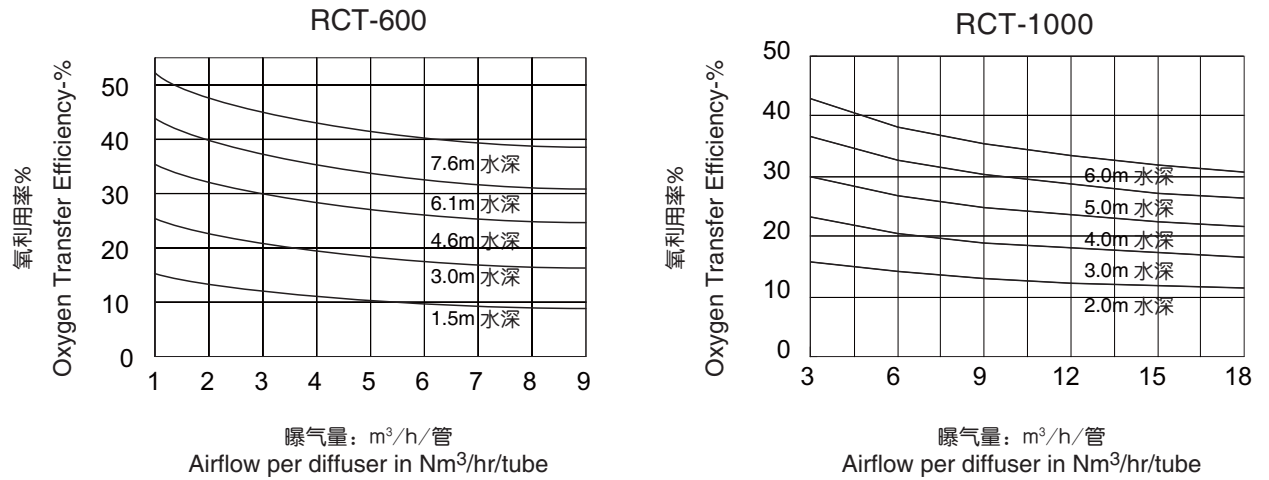 RCT-600
50
40
30
20
10
0
氧利用率%
Oxygen Transfer Efficiency-%
7.6m 水深
6.1m 水深
4.6m 水深
3.0m 水深
1.5m 水深
1 2 3 4 5 6 7 8 9
曝气量：m³/h/管
Airflow per diffuser in Nm³/hr/tube
RCT-1000
50
40
30
20
10
0
氧利用率%
Oxygen Transfer Efficiency-%
6.0m 水深
5.0m 水深
4.0m 水深
3.0m 水深
2.0m 水深
3 6 9 12 15 18
曝气量：m³/h/管
Airflow per diffuser in Nm³/hr/tube